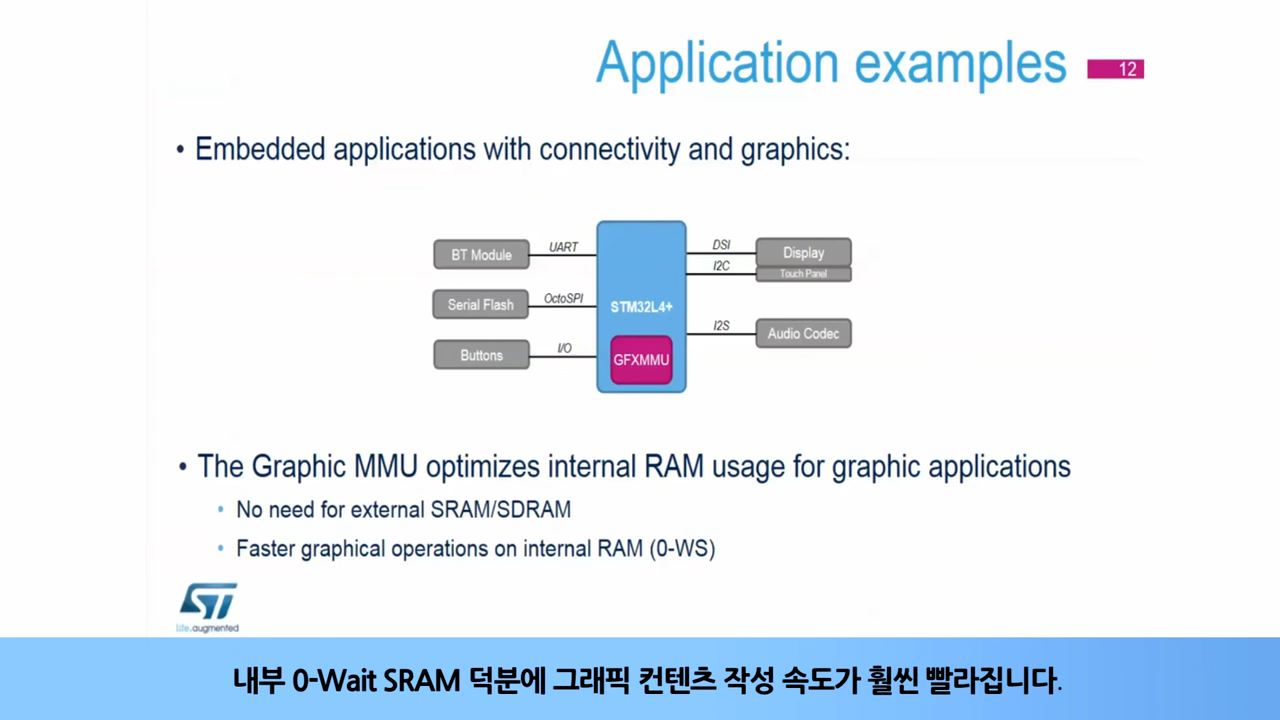 Application examples
12
• Embedded applications with connectivity and graphics:
BT Module
UART
Serial Flash
OctoSPI
Buttons
I/O
STM32L4+
GFXMMU
DSI
Display
I2C
Touch Panel
I2S
Audio Codec
• The Graphic MMU optimizes internal RAM usage for graphic applications
• No need for external SRAM/SDRAM
• Faster graphical operations on internal RAM (0-WS)
ST
life.augmented
내부 0-Wait SRAM 덕분에 그래픽 컨텐츠 작성 속도가 훨씬 빨라집니다.